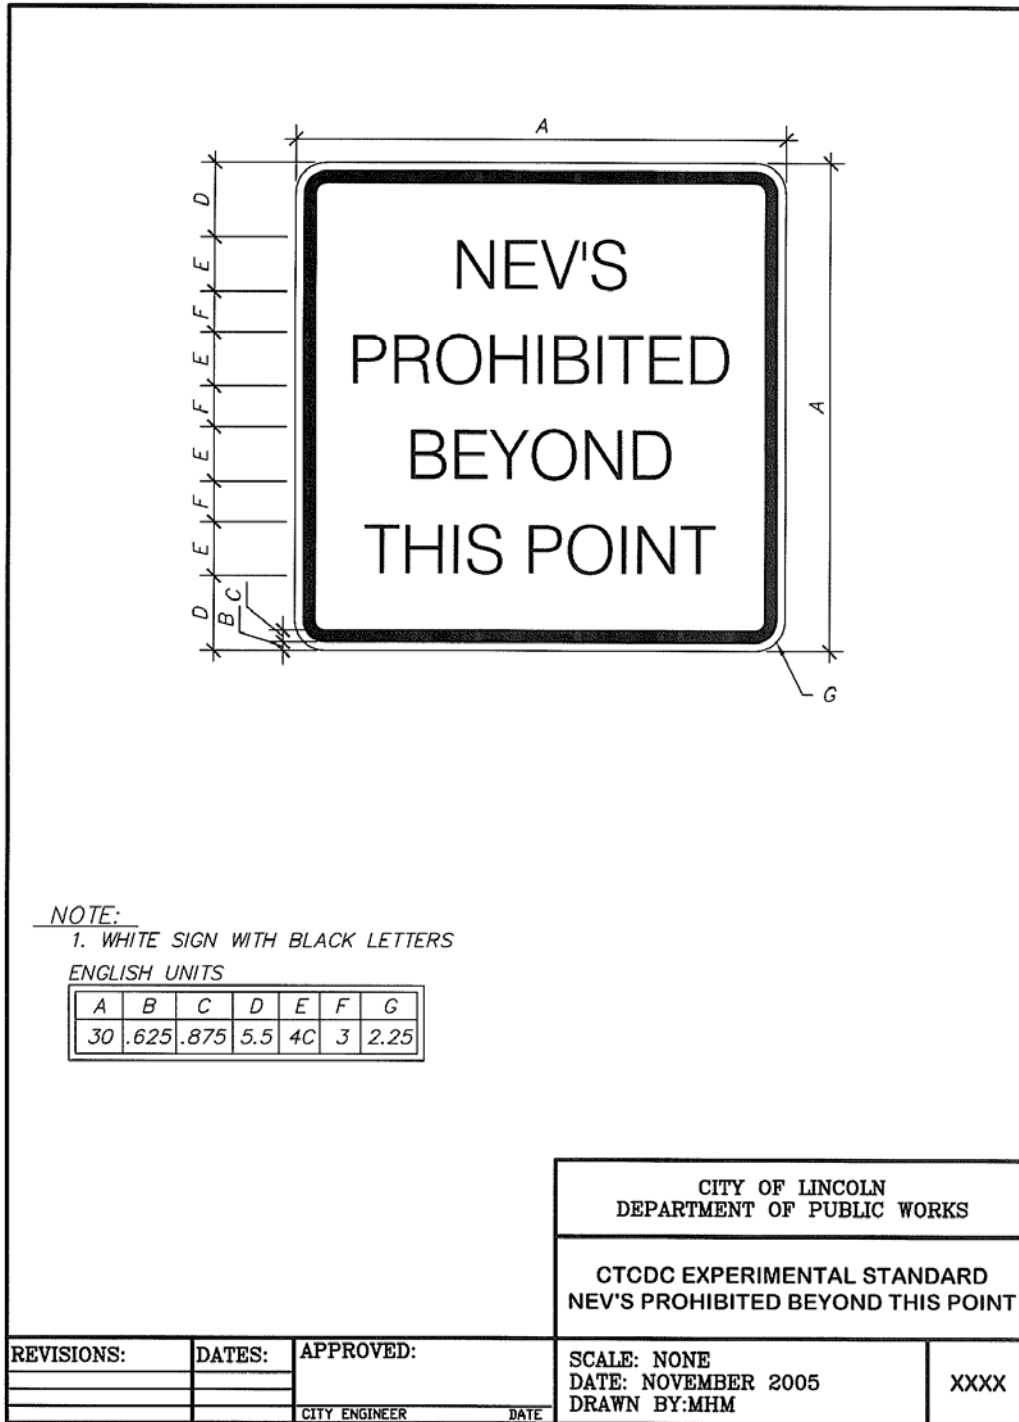 A
D
E
F
E
F
E
F
E
D
B C
A
G
NEV'S
PROHIBITED
BEYOND
THIS POINT
NOTE:
1. WHITE SIGN WITH BLACK LETTERS
ENGLISH UNITS
A B C D E F G
30 .625 .875 5.5 4C 3 2.25
CITY OF LINCOLN
DEPARTMENT OF PUBLIC WORKS
CTCDC EXPERIMENTAL STANDARD
NEV'S PROHIBITED BEYOND THIS POINT
REVISIONS: DATES: APPROVED:
CITY ENGINEER DATE
SCALE: NONE
DATE: NOVEMBER 2005
DRAWN BY:MHM
XXXX